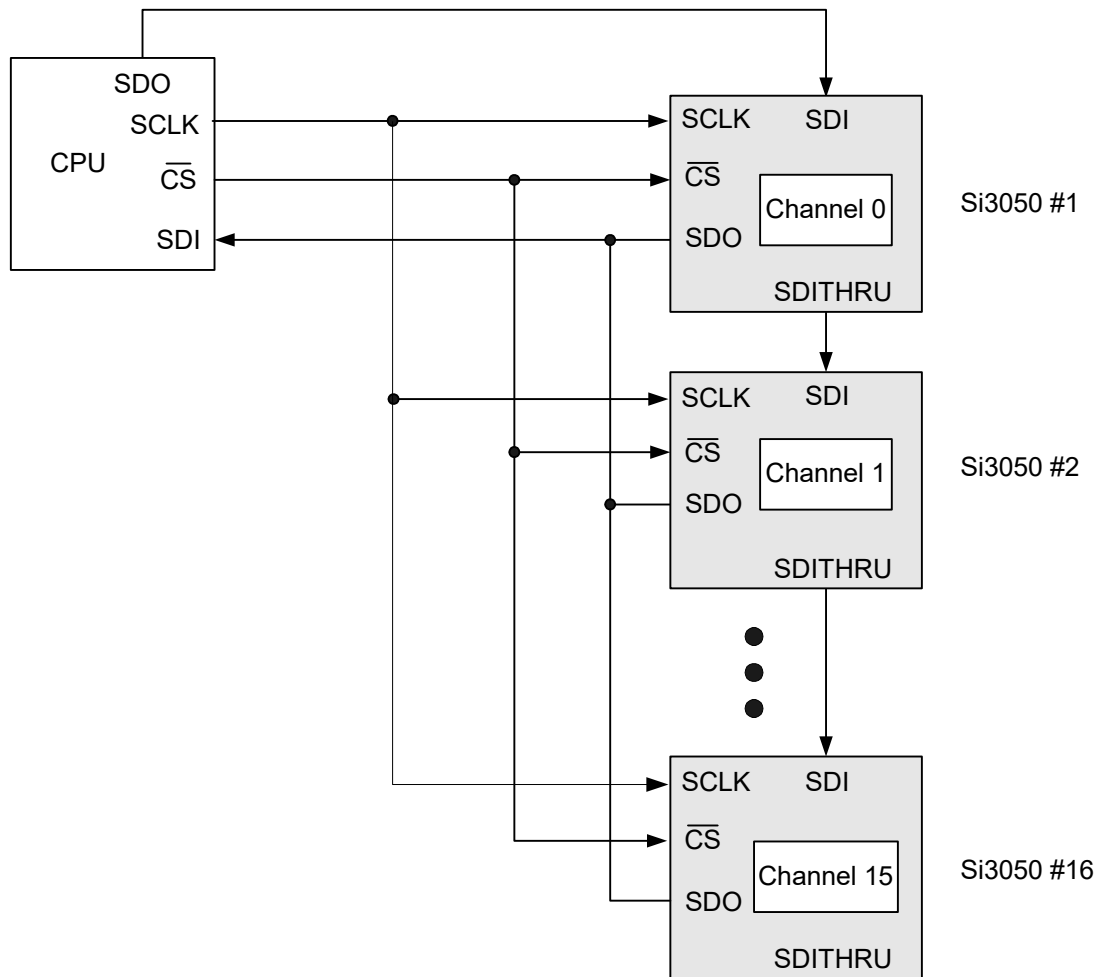 SDO
SCLK
CPU
CS
SDI
SCLK
SDI
CS
Channel 0
SDO
SDITHRU
Si3050 #1
SCLK
SDI
CS
Channel 1
SDO
SDITHRU
Si3050 #2
SCLK
SDI
CS
Channel 15
SDO
SDITHRU
Si3050 #16